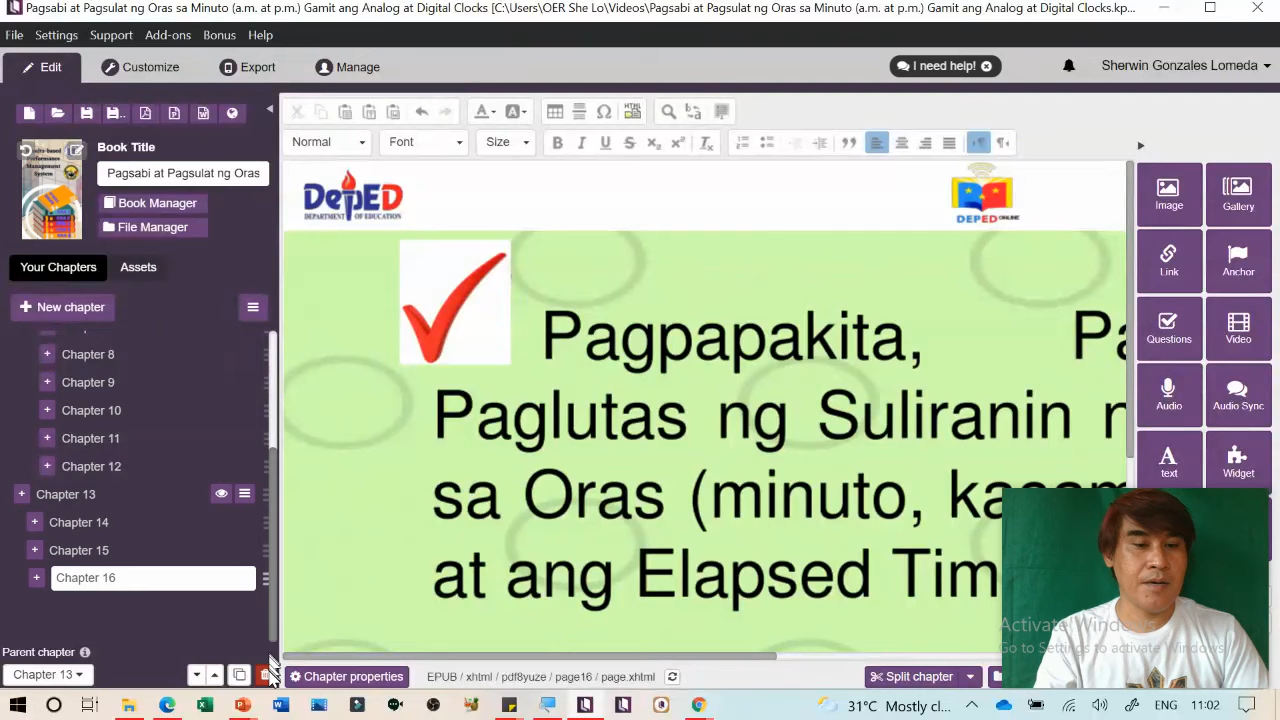 Pagsabi at Pagsulat ng Oras sa Minuto (a.m. at p.m.) Gamit ang Analog at Digital Clocks [C:\Users\OER She Lo\Videos\Pagsabi at Pagsulat ng Oras sa Minuto (a.m. at p.m.) Gamit ang Analog at Digital Clocks.kp...
File Settings Support Add-ons Bonus Help
Edit Customize Export Manage I need help! Sherwin Gonzales Lomeda
Book Title
Pagsabi at Pagsulat ng Oras
Book Manager
File Manager
Performance
Management
System
Your Chapters Assets
New chapter
Chapter 8
Chapter 9
Chapter 10
Chapter 11
Chapter 12
Chapter 13
Chapter 14
Chapter 15
Chapter 16
Parent chapter
Chapter 13
HTML
Normal Font Size B I U S
DepED
DEPARTMENT OF EDUCATION
DEPED ONLINE
Pagpapakita,
Paglutas ng Suliranin
sa Oras (minuto,
at ang Elapsed Tim
Image Gallery
Link Anchor
Questions Video
Audio Audio Sync
text Widget
Activate Windows
Go to Settings to activate Windows.
Chapter properties EPUB / xhtml / pdf8yuze / page16 / page.xhtml Split chapter
31°C Mostly cl... ENG 11:02